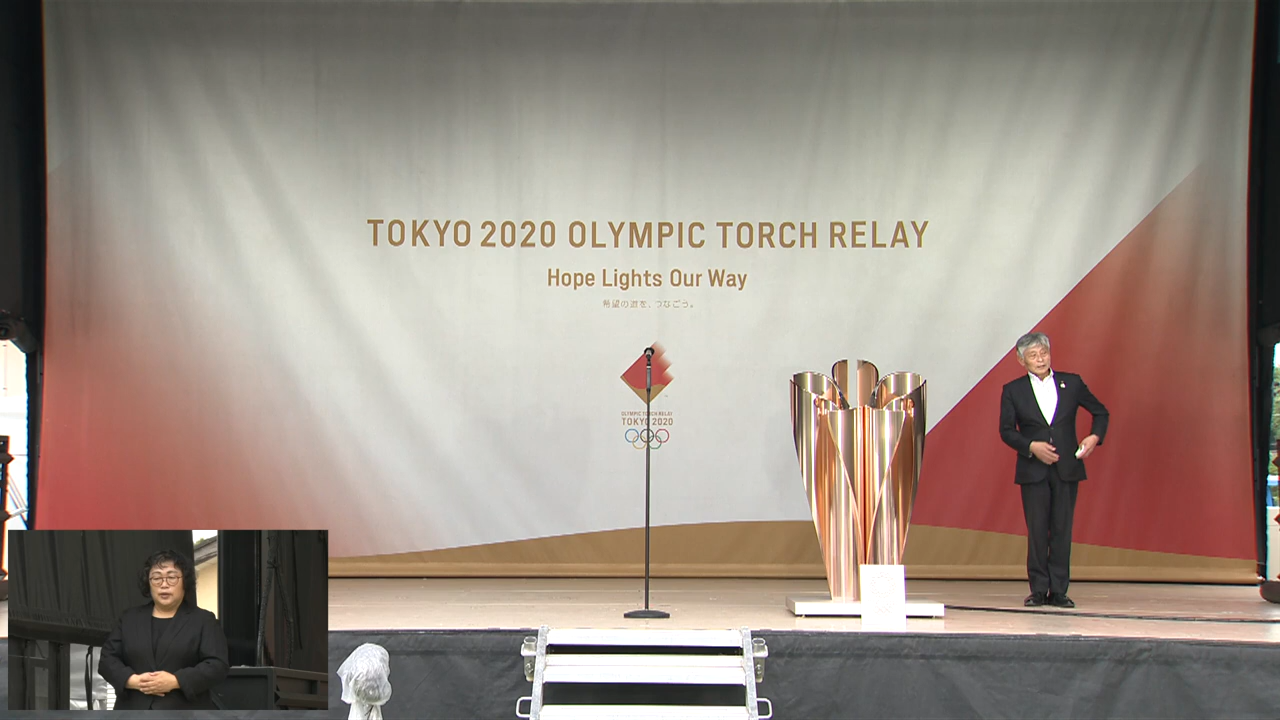 TOKYO 2020 OLYMPIC TORCH RELAY
Hope Lights Our Way
希望の道を、つなごう。
OLYMPIC TORCH RELAY
TOKYO 2020